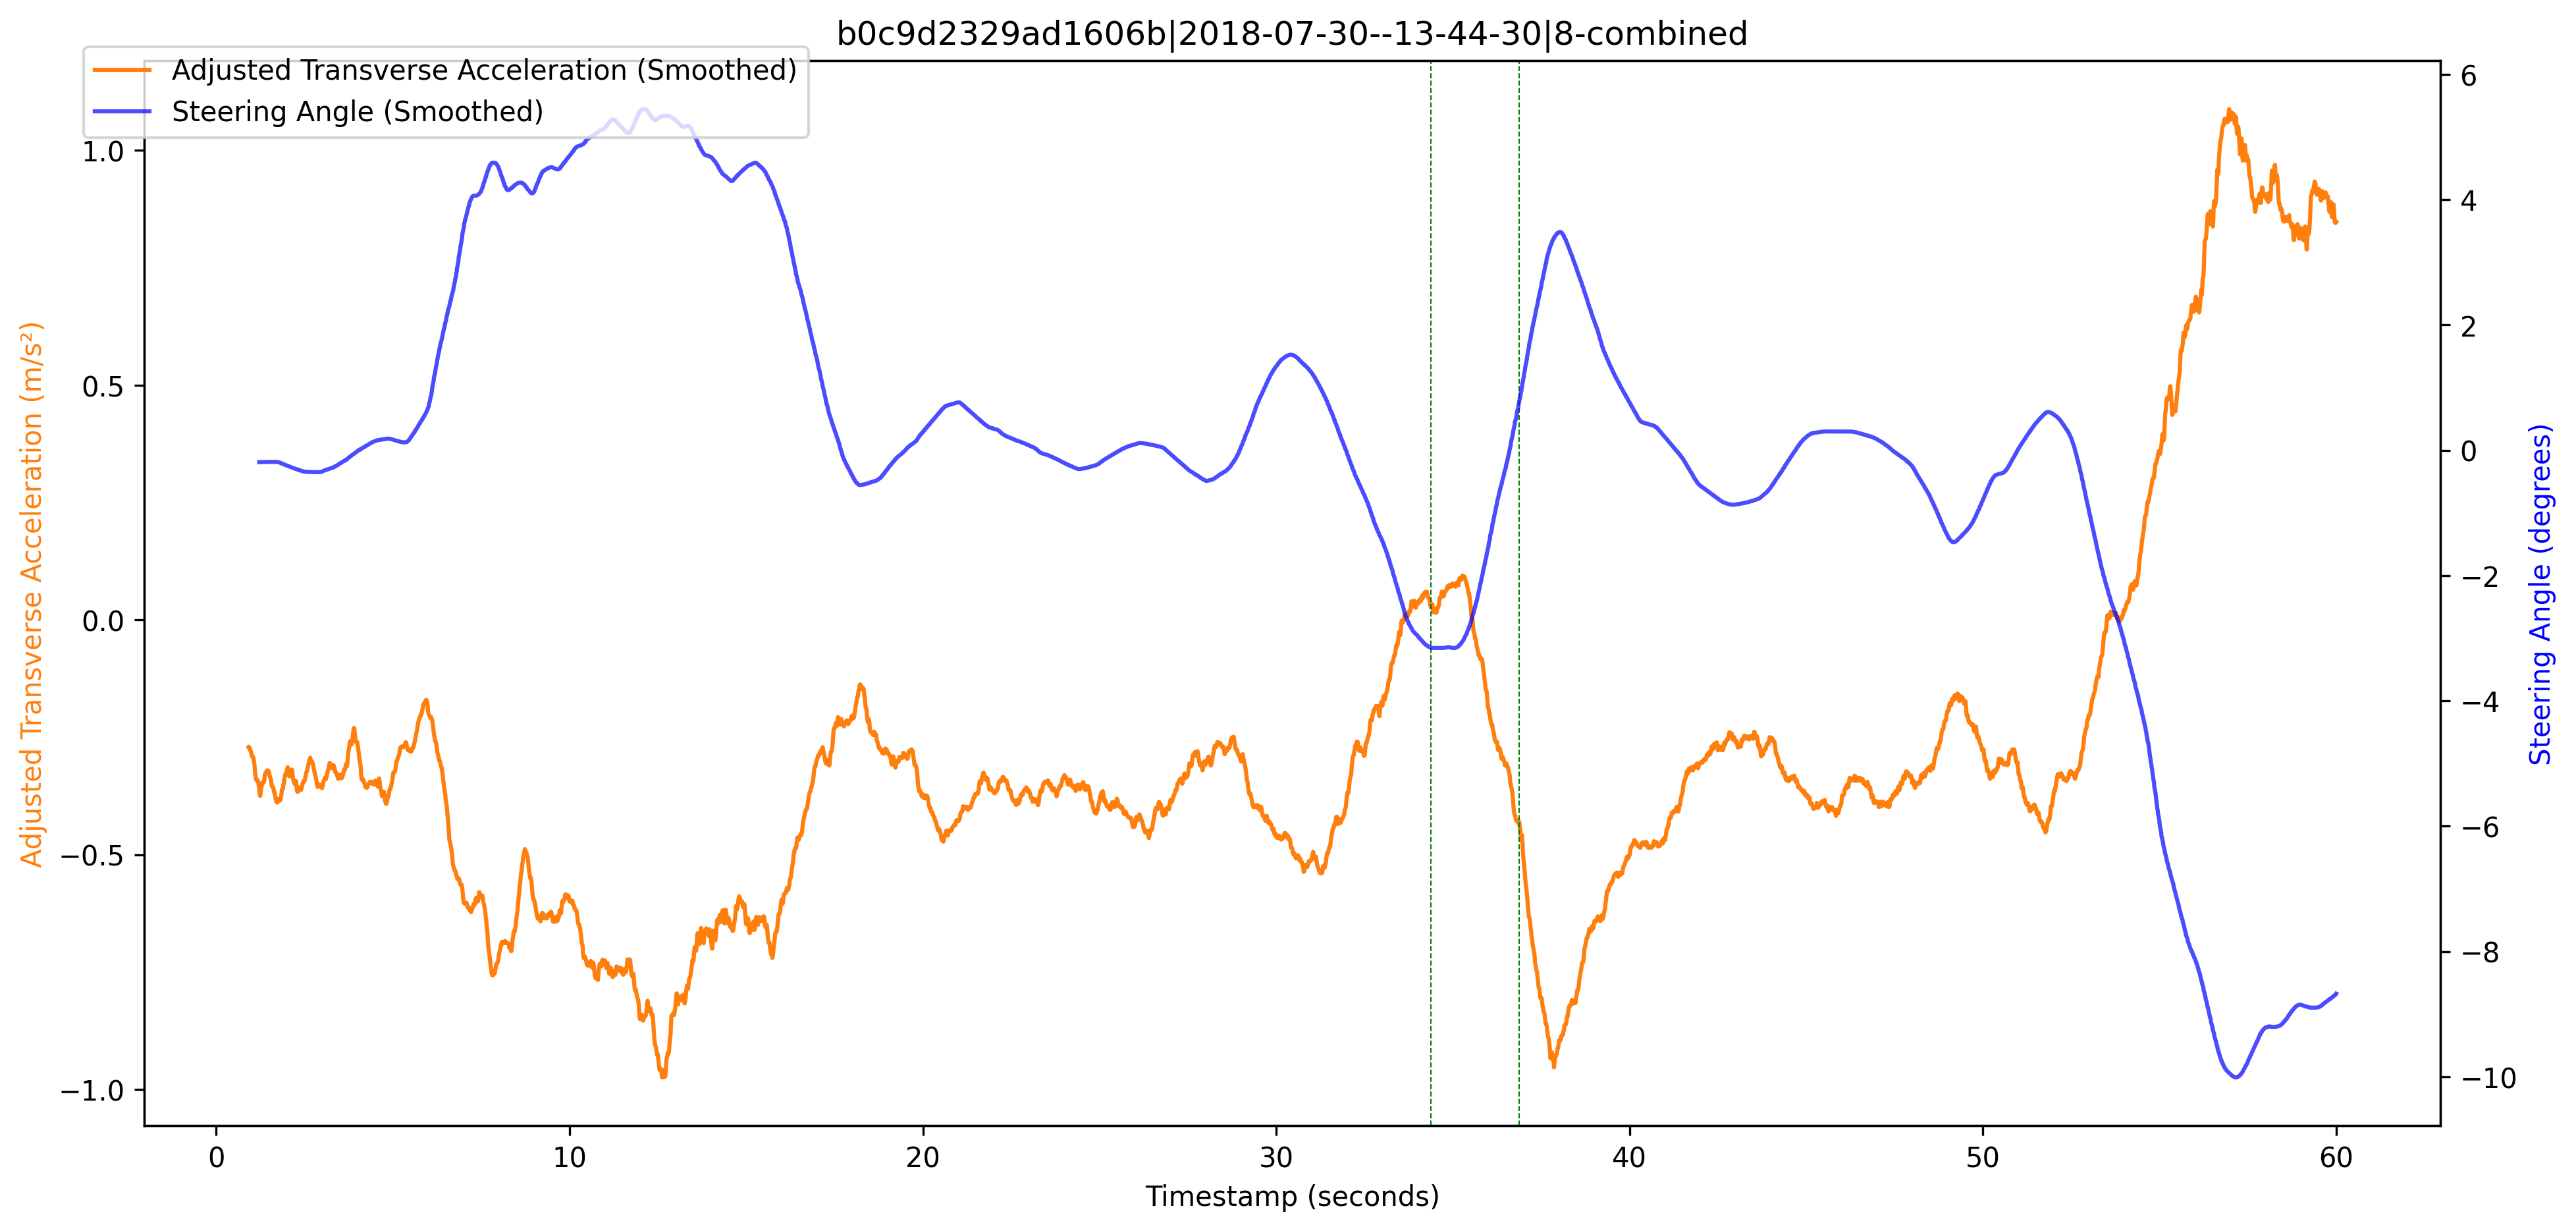 b0c9d2329ad1606b|2018-07-30--13-44-30|8-combined
Adjusted Transverse Acceleration (Smoothed)
Steering Angle (Smoothed)
Adjusted Transverse Acceleration (m/s²)
1.0
0.5
0.0
−0.5
−1.0
6
4
2
0
−2
−4
−6
−8
−10
Steering Angle (degrees)
0 10 20 30 40 50 60
Timestamp (seconds)